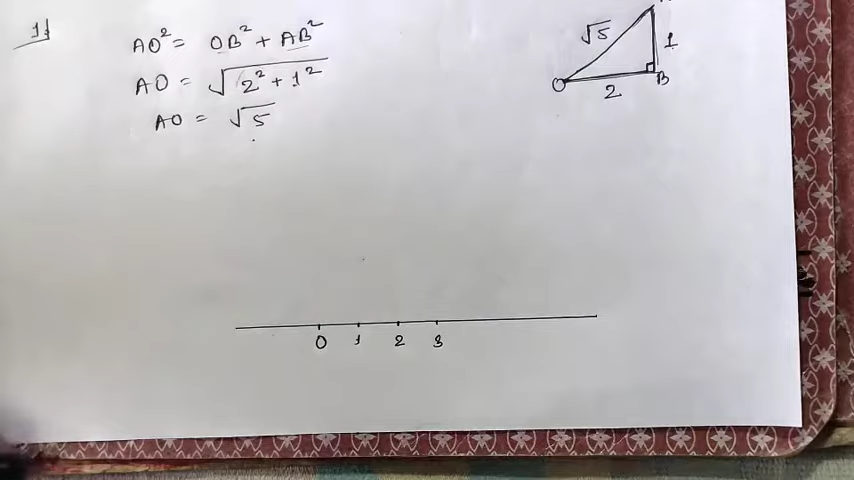 1)
AO² = OB² + AB²
AO = √2² + 1²
AO = √5
√5
1
O
2
B
0 1 2 3